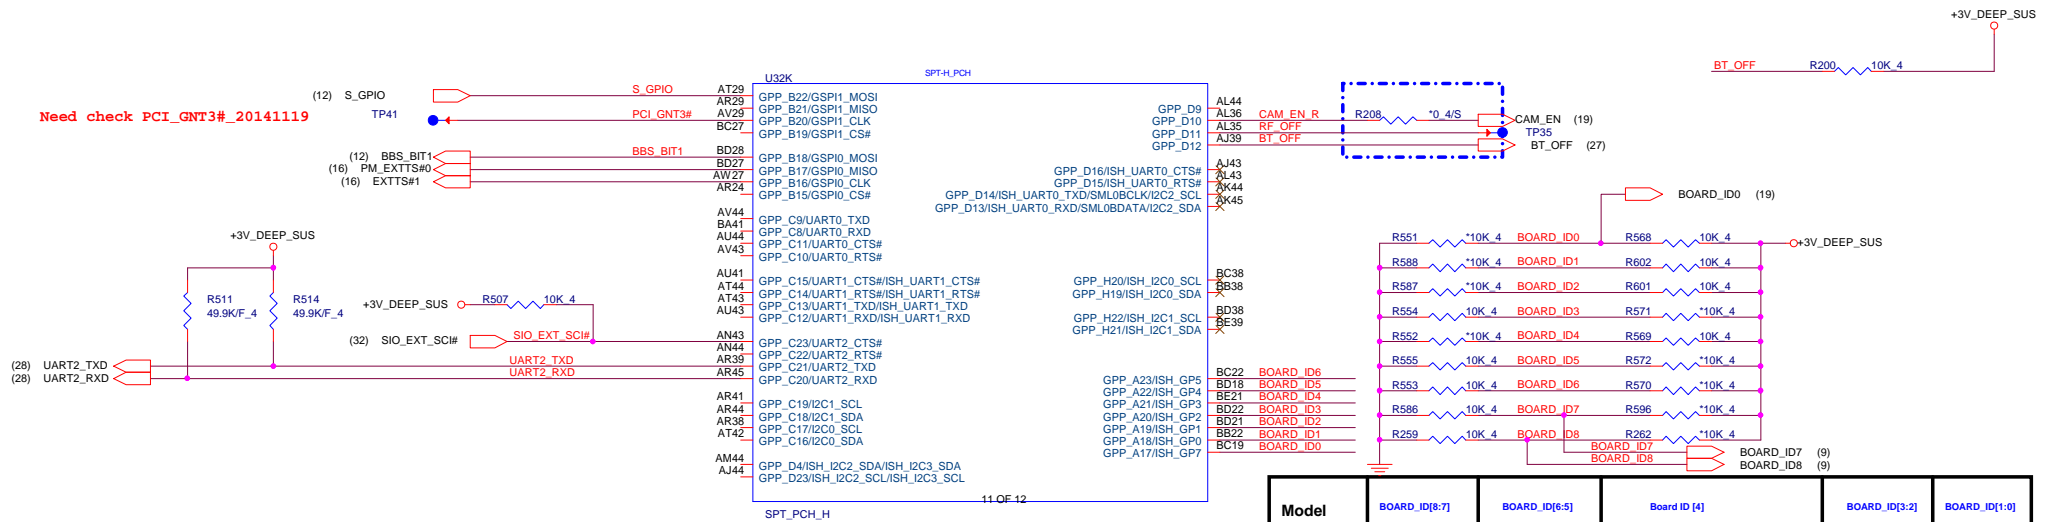 +3V_DEEP_SUS
BT_OFF R200 10K_4
U32K SPT-H_PCH
Need check PCI_GNT3#_20141119
(12) S_GPIO S_GPIO AT29 GPP_B22/GSPI1_MOSI
AR29 GPP_B21/GSPI1_MISO
TP41 PCI_GNT3# AV29 GPP_B20/GSPI1_CLK
BC27 GPP_B19/GSPI1_CS#
(12) BBS_BIT1 BBS_BIT1 BD28 GPP_B18/GSPI0_MOSI
(16) PM_EXTTS#0 BD27 GPP_B17/GSPI0_MISO
(16) EXTTS#1 AW27 GPP_B16/GSPI0_CLK
AR24 GPP_B15/GSPI0_CS#
AV44 GPP_C9/UART0_TXD
BA41 GPP_C8/UART0_RXD
AU44 GPP_C11/UART0_CTS#
AV43 GPP_C10/UART0_RTS#
AU41 GPP_C15/UART1_CTS#/ISH_UART1_CTS#
AT44 GPP_C14/UART1_RTS#/ISH_UART1_RTS#
AT43 GPP_C13/UART1_TXD/ISH_UART1_TXD
AU43 GPP_C12/UART1_RXD/ISH_UART1_RXD
+3V_DEEP_SUS
R511 49.9K/F_4
R514 49.9K/F_4
+3V_DEEP_SUS R507 10K_4
(32) SIO_EXT_SCI# SIO_EXT_SCI# AN43 GPP_C23/UART2_CTS#
AN44 GPP_C22/UART2_RTS#
(28) UART2_TXD UART2_TXD AR39 GPP_C21/UART2_TXD
(28) UART2_RXD UART2_RXD AR45 GPP_C20/UART2_RXD
AR41 GPP_C19/I2C1_SCL
AR44 GPP_C18/I2C1_SDA
AR38 GPP_C17/I2C0_SCL
AT42 GPP_C16/I2C0_SDA
AM44 GPP_D4/ISH_I2C2_SDA/ISH_I2C3_SDA
AJ44 GPP_D23/ISH_I2C2_SCL/ISH_I2C3_SCL
11 OF 12
SPT_PCH_H
GPP_D9 AL44
GPP_D10 AL36 CAM_EN_R R208 *0_4/S CAM_EN (19)
GPP_D11 AL35 RF_OFF TP35
GPP_D12 AJ39 BT_OFF BT_OFF (27)
GPP_D16/ISH_UART0_CTS# AJ43
GPP_D15/ISH_UART0_RTS# AL43
GPP_D14/ISH_UART0_TXD/SML0BCLK/I2C2_SCL AK44
GPP_D13/ISH_UART0_RXD/SML0BDATA/I2C2_SDA AK45
GPP_H20/ISH_I2C0_SCL BC38
GPP_H19/ISH_I2C0_SDA BB38
GPP_H22/ISH_I2C1_SCL BD38
GPP_H21/ISH_I2C1_SDA BE39
GPP_A23/ISH_GP5 BC22 BOARD_ID6
GPP_A22/ISH_GP4 BD18 BOARD_ID5
GPP_A21/ISH_GP3 BE21 BOARD_ID4
GPP_A20/ISH_GP2 BD22 BOARD_ID3
GPP_A19/ISH_GP1 BD21 BOARD_ID2
GPP_A18/ISH_GP0 BB22 BOARD_ID1
GPP_A17/ISH_GP7 BC19 BOARD_ID0
BOARD_ID0 (19)
R551 *10K_4 BOARD_ID0 R568 10K_4 +3V_DEEP_SUS
R588 *10K_4 BOARD_ID1 R602 10K_4
R587 *10K_4 BOARD_ID2 R601 10K_4
R554 *10K_4 BOARD_ID3 R571 10K_4
R552 *10K_4 BOARD_ID4 R569 10K_4
R555 10K_4 BOARD_ID5 R572 *10K_4
R553 10K_4 BOARD_ID6 R570 *10K_4
R586 10K_4 BOARD_ID7 R596 *10K_4
R259 10K_4 BOARD_ID8 R262 *10K_4
BOARD_ID7 BOARD_ID7 (9)
BOARD_ID8 BOARD_ID8 (9)
Model BOARD_ID[8:7] BOARD_ID[6:5] Board ID [4] BOARD_ID[3:2] BOARD_ID[1:0]